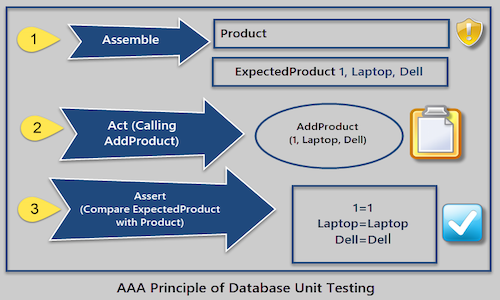 1
Assemble
Product
ExpectedProduct 1, Laptop, Dell
2
Act (Calling
AddProduct)
AddProduct
(1, Laptop, Dell)
3
Assert
(Compare ExpectedProduct
with Product)
1=1
Laptop=Laptop
Dell=Dell
AAA Principle of Database Unit Testing